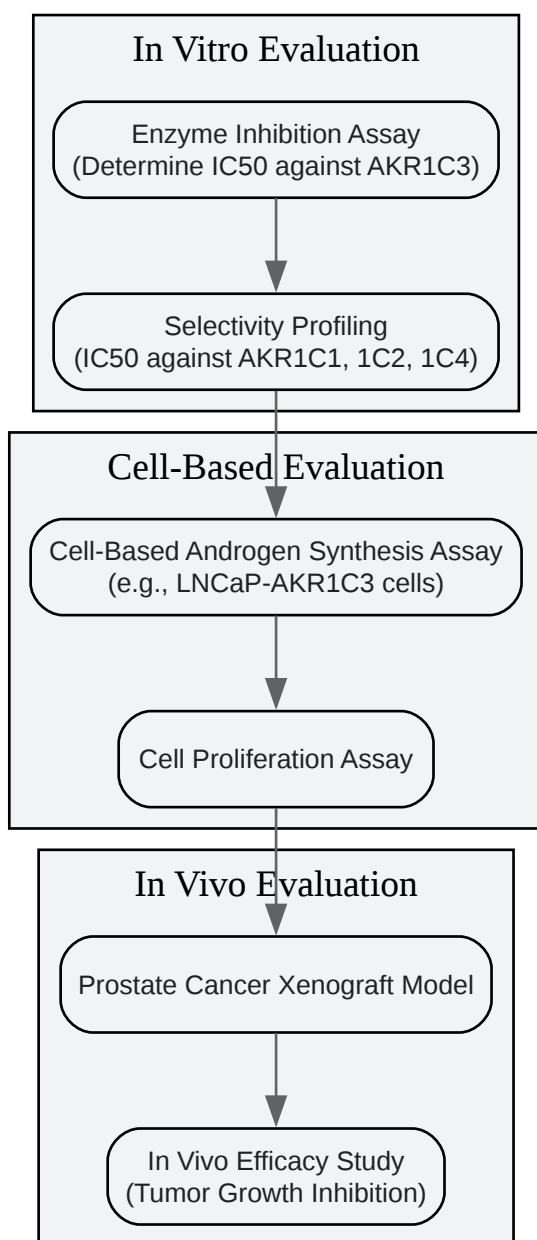 In Vitro Evaluation
Enzyme Inhibition Assay
(Determine IC50 against AKR1C3)
Selectivity Profiling
(IC50 against AKR1C1, 1C2, 1C4)
Cell-Based Evaluation
Cell-Based Androgen Synthesis Assay
(e.g., LNCaP-AKR1C3 cells)
Cell Proliferation Assay
In Vivo Evaluation
Prostate Cancer Xenograft Model
In Vivo Efficacy Study
(Tumor Growth Inhibition)